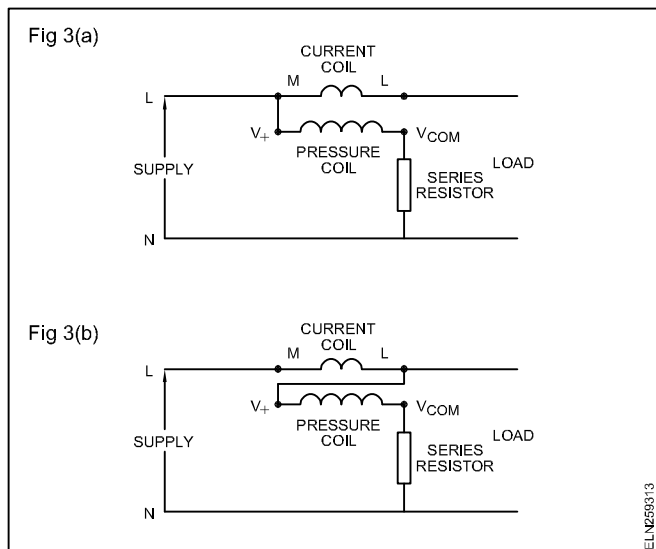 Fig 3(a)
CURRENT
COIL
M L
L
V+ VCOM
PRESSURE
COIL
LOAD
SUPPLY
SERIES
RESISTOR
N
Fig 3(b)
CURRENT
COIL
M L
L
V+ VCOM
PRESSURE
COIL
LOAD
SUPPLY
SERIES
RESISTOR
N
ELN259313